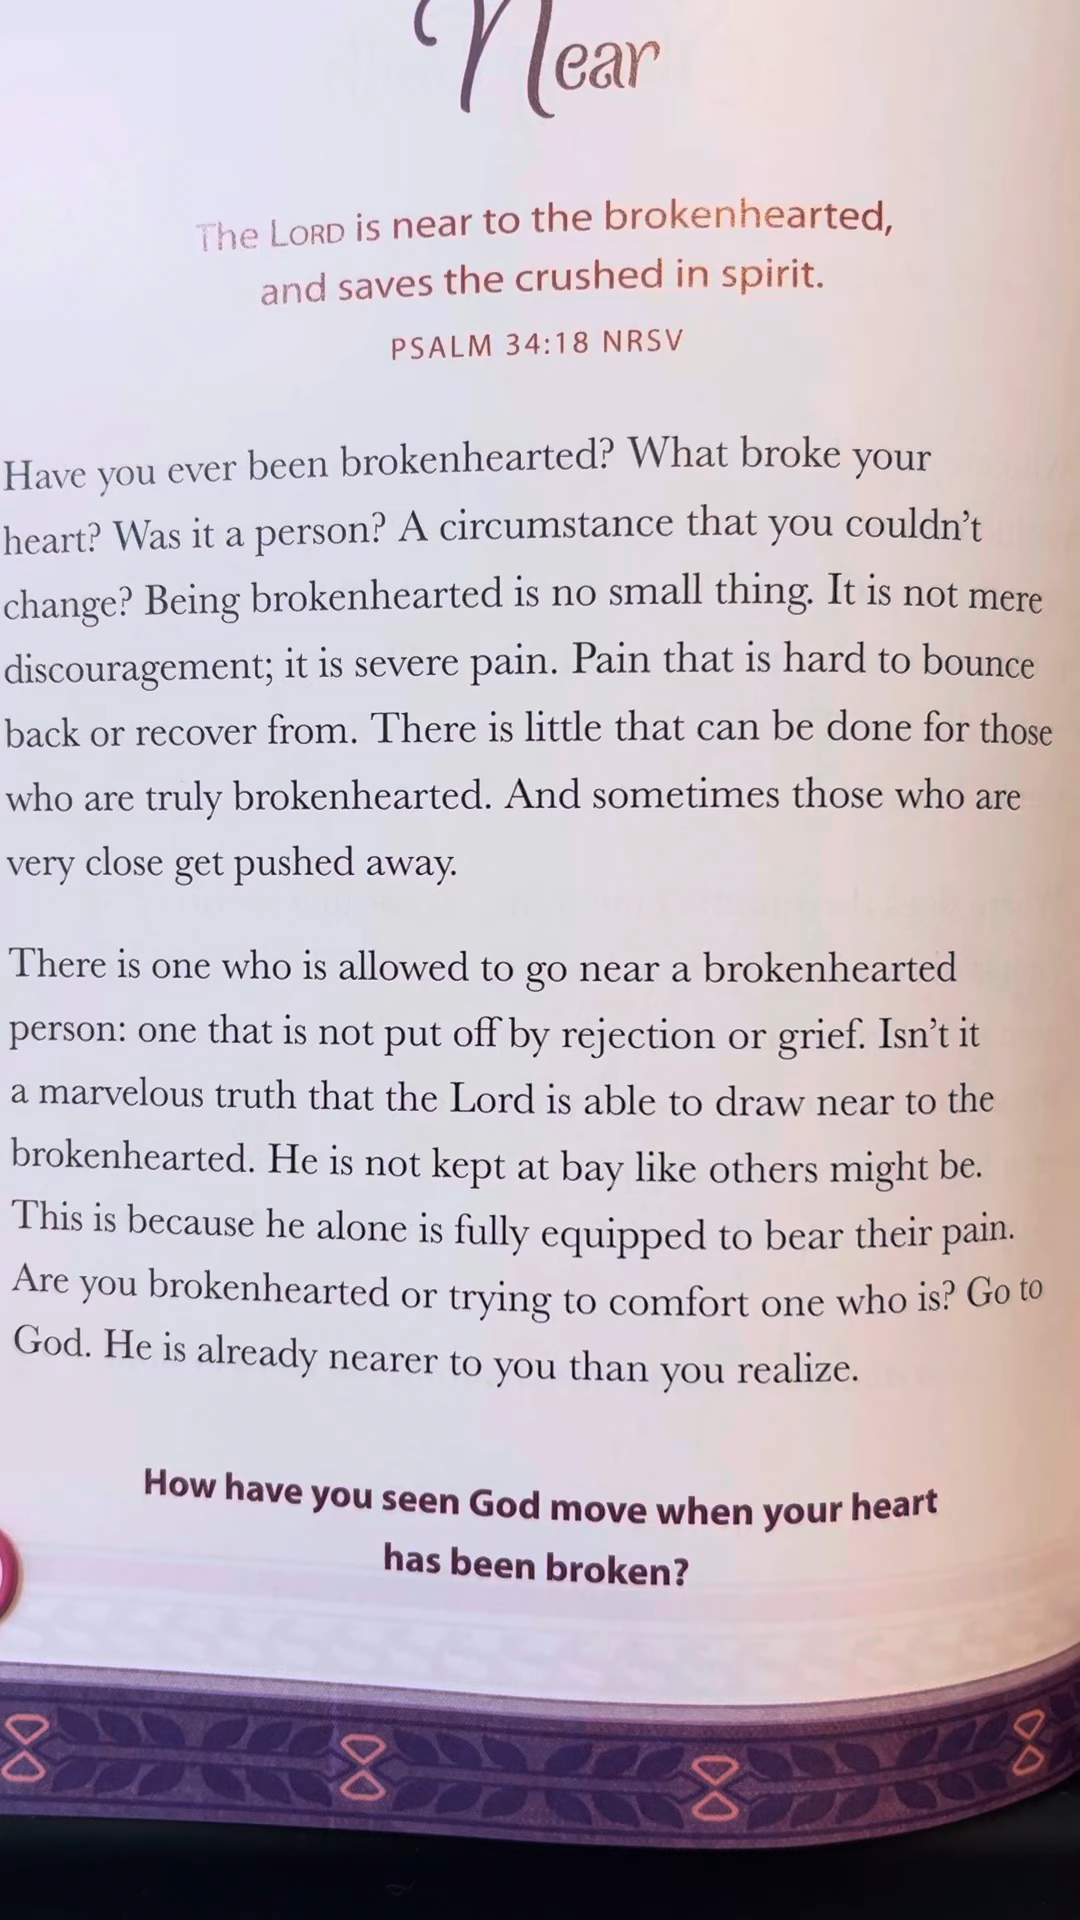 Near
The LORD is near to the brokenhearted,
and saves the crushed in spirit.
PSALM 34:18 NRSV
Have you ever been brokenhearted? What broke your
heart? Was it a person? A circumstance that you couldn't
change? Being brokenhearted is no small thing. It is not mere
discouragement; it is severe pain. Pain that is hard to bounce
back or recover from. There is little that can be done for those
who are truly brokenhearted. And sometimes those who are
very close get pushed away.
There is one who is allowed to go near a brokenhearted
person: one that is not put off by rejection or grief. Isn't it
a marvelous truth that the Lord is able to draw near to the
brokenhearted. He is not kept at bay like others might be.
This is because he alone is fully equipped to bear their pain.
Are you brokenhearted or trying to comfort one who is? Go to
God. He is already nearer to you than you realize.
How have you seen God move when your heart
has been broken?